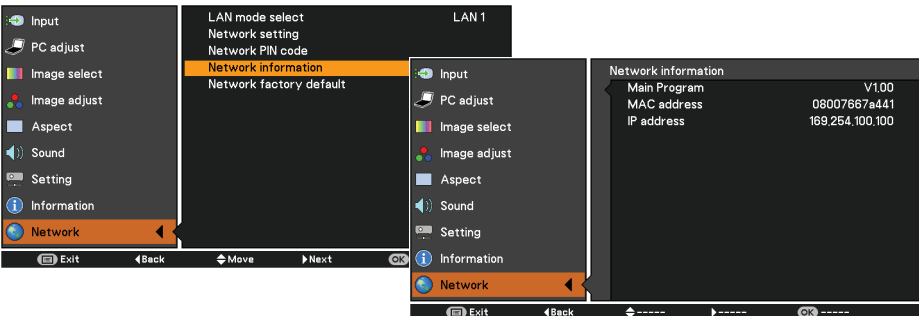 Input
PC adjust
Image select
Image adjust
Aspect
Sound
Setting
Information
Network
LAN mode select LAN 1
Network setting
Network PIN code
Network information
Network factory default
Exit Back Move Next OK
Input
PC adjust
Image select
Image adjust
Aspect
Sound
Setting
Information
Network
Network information
Main Program V1.00
MAC address 08007667a441
IP address 169.254.100.100
Exit Back ----- ----- OK -----